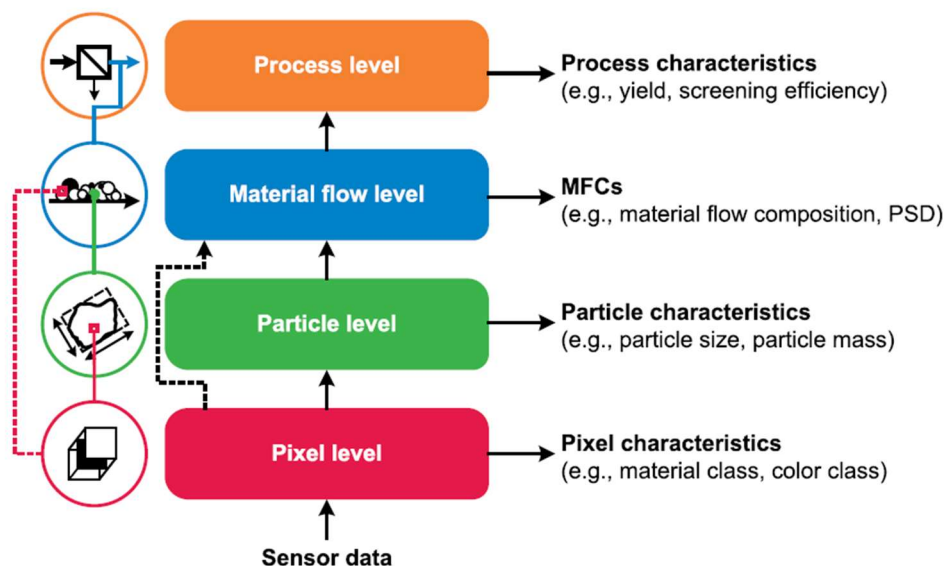 Process level
Process characteristics
(e.g., yield, screening efficiency)
Material flow level
MFCs
(e.g., material flow composition, PSD)
Particle level
Particle characteristics
(e.g., particle size, particle mass)
Pixel level
Pixel characteristics
(e.g., material class, color class)
Sensor data